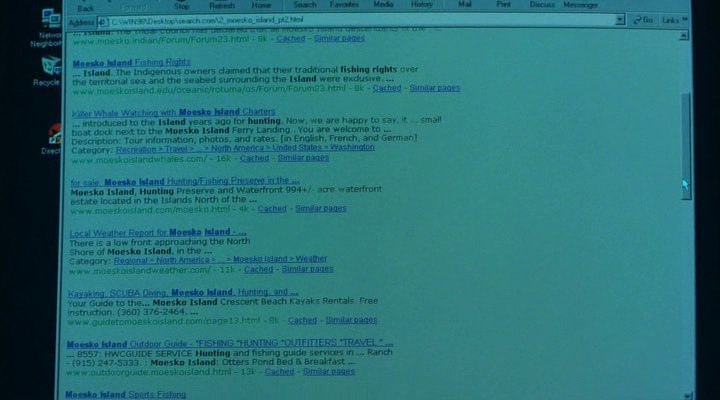 Back Forward Stop Refresh Home Search Favorites Media History Mail Print Discuss Messenger
Address C:\WIN98\Desktop\search.com\2_moesko_island_pt2.html Go Links »
Network
Neighborhood
Recycle
www.moesko.indian/Forum/Forum23.html - 6k - Cached - Similar pages
Moesko Island Fishing Rights
... Island. The Indigenous owners claimed that their traditional fishing rights over
the territorial sea and the seabed surrounding the Island were exclusive. ...
www.moeskoisland.edu/oceanic/rotuma/os/Forum/Forum23.html - 8k - Cached - Similar pages
Killer Whale Watching with Moesko Island Charters
... introduced to the Island years ago for hunting. Now, we are happy to say, it ... small
boat dock next to the Moesko Island Ferry Landing.. You are welcome to ...
Description: Tour information, photos, and rates. [in English, French, and German]
Category: Recreation > Travel > ... > North America > United States > Washington
www.moeskoislandwhales.com/ - 16k - Cached - Similar pages
for sale, Moesko Island Hunting/Fishing Preserve in the ...
Moesko Island, Hunting Preserve and Waterfront 994+/- acre waterfront
estate located in the Islands North of the ...
www.moeskoisland.com/moesko.html - 4k - Cached - Similar pages
Local Weather Report for Moesko Island - ...
There is a low front approaching the North
Shore of Moesko Island, in the ...
Category: Regional > North America > ... > Moesko Island > Weather
www.moeskoislandweather.com/ - 11k - Cached - Similar pages
Kayaking, SCUBA Diving, Moesko Island, Hunting, and ...
Your Guide to the... Moesko Island Crescent Beach Kayaks Rentals. Free
instruction. (360) 376-2464. ...
www.guidetomoeskoisland.com/page13.html - 8k - Cached - Similar pages
Moesko Island Outdoor Guide - "FISHING "HUNTING "OUTFITTERS "TRAVEL " ...
... 8557: HWCGUIDE SERVICE Hunting and fishing guide services in ... Ranch
- (915) 247-5333. : Moesko Island: Otters Pond Bed & Breakfast ...
www.outdoorguide.moeskoisland.html - 13k - Cached - Similar pages
Moesko Island Sports Fishing